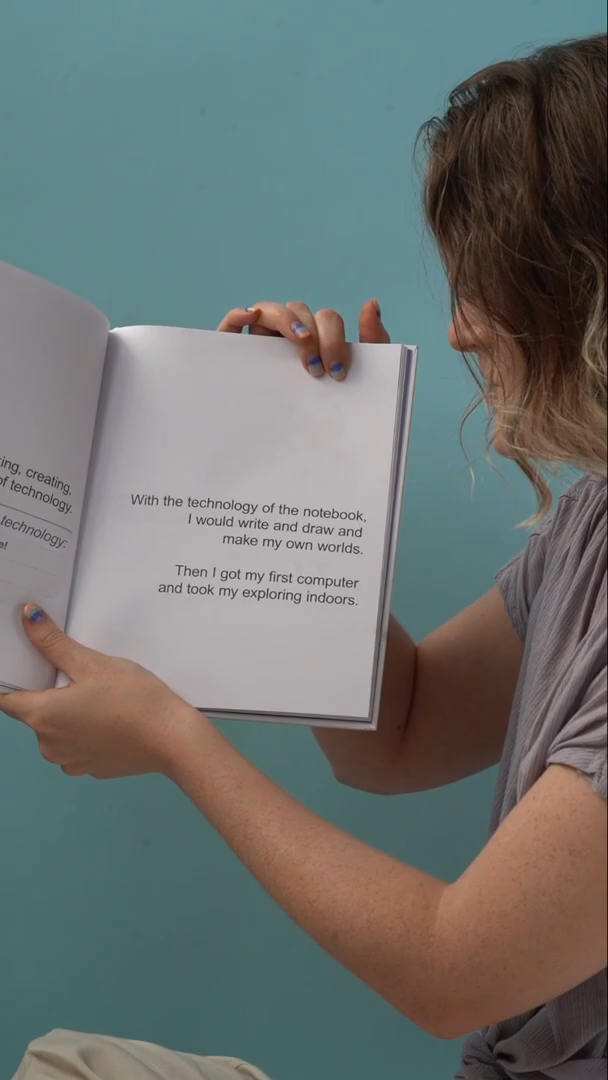 ing, creating,
of technology.
technology:
With the technology of the notebook,
I would write and draw and
make my own worlds.
Then I got my first computer
and took my exploring indoors.